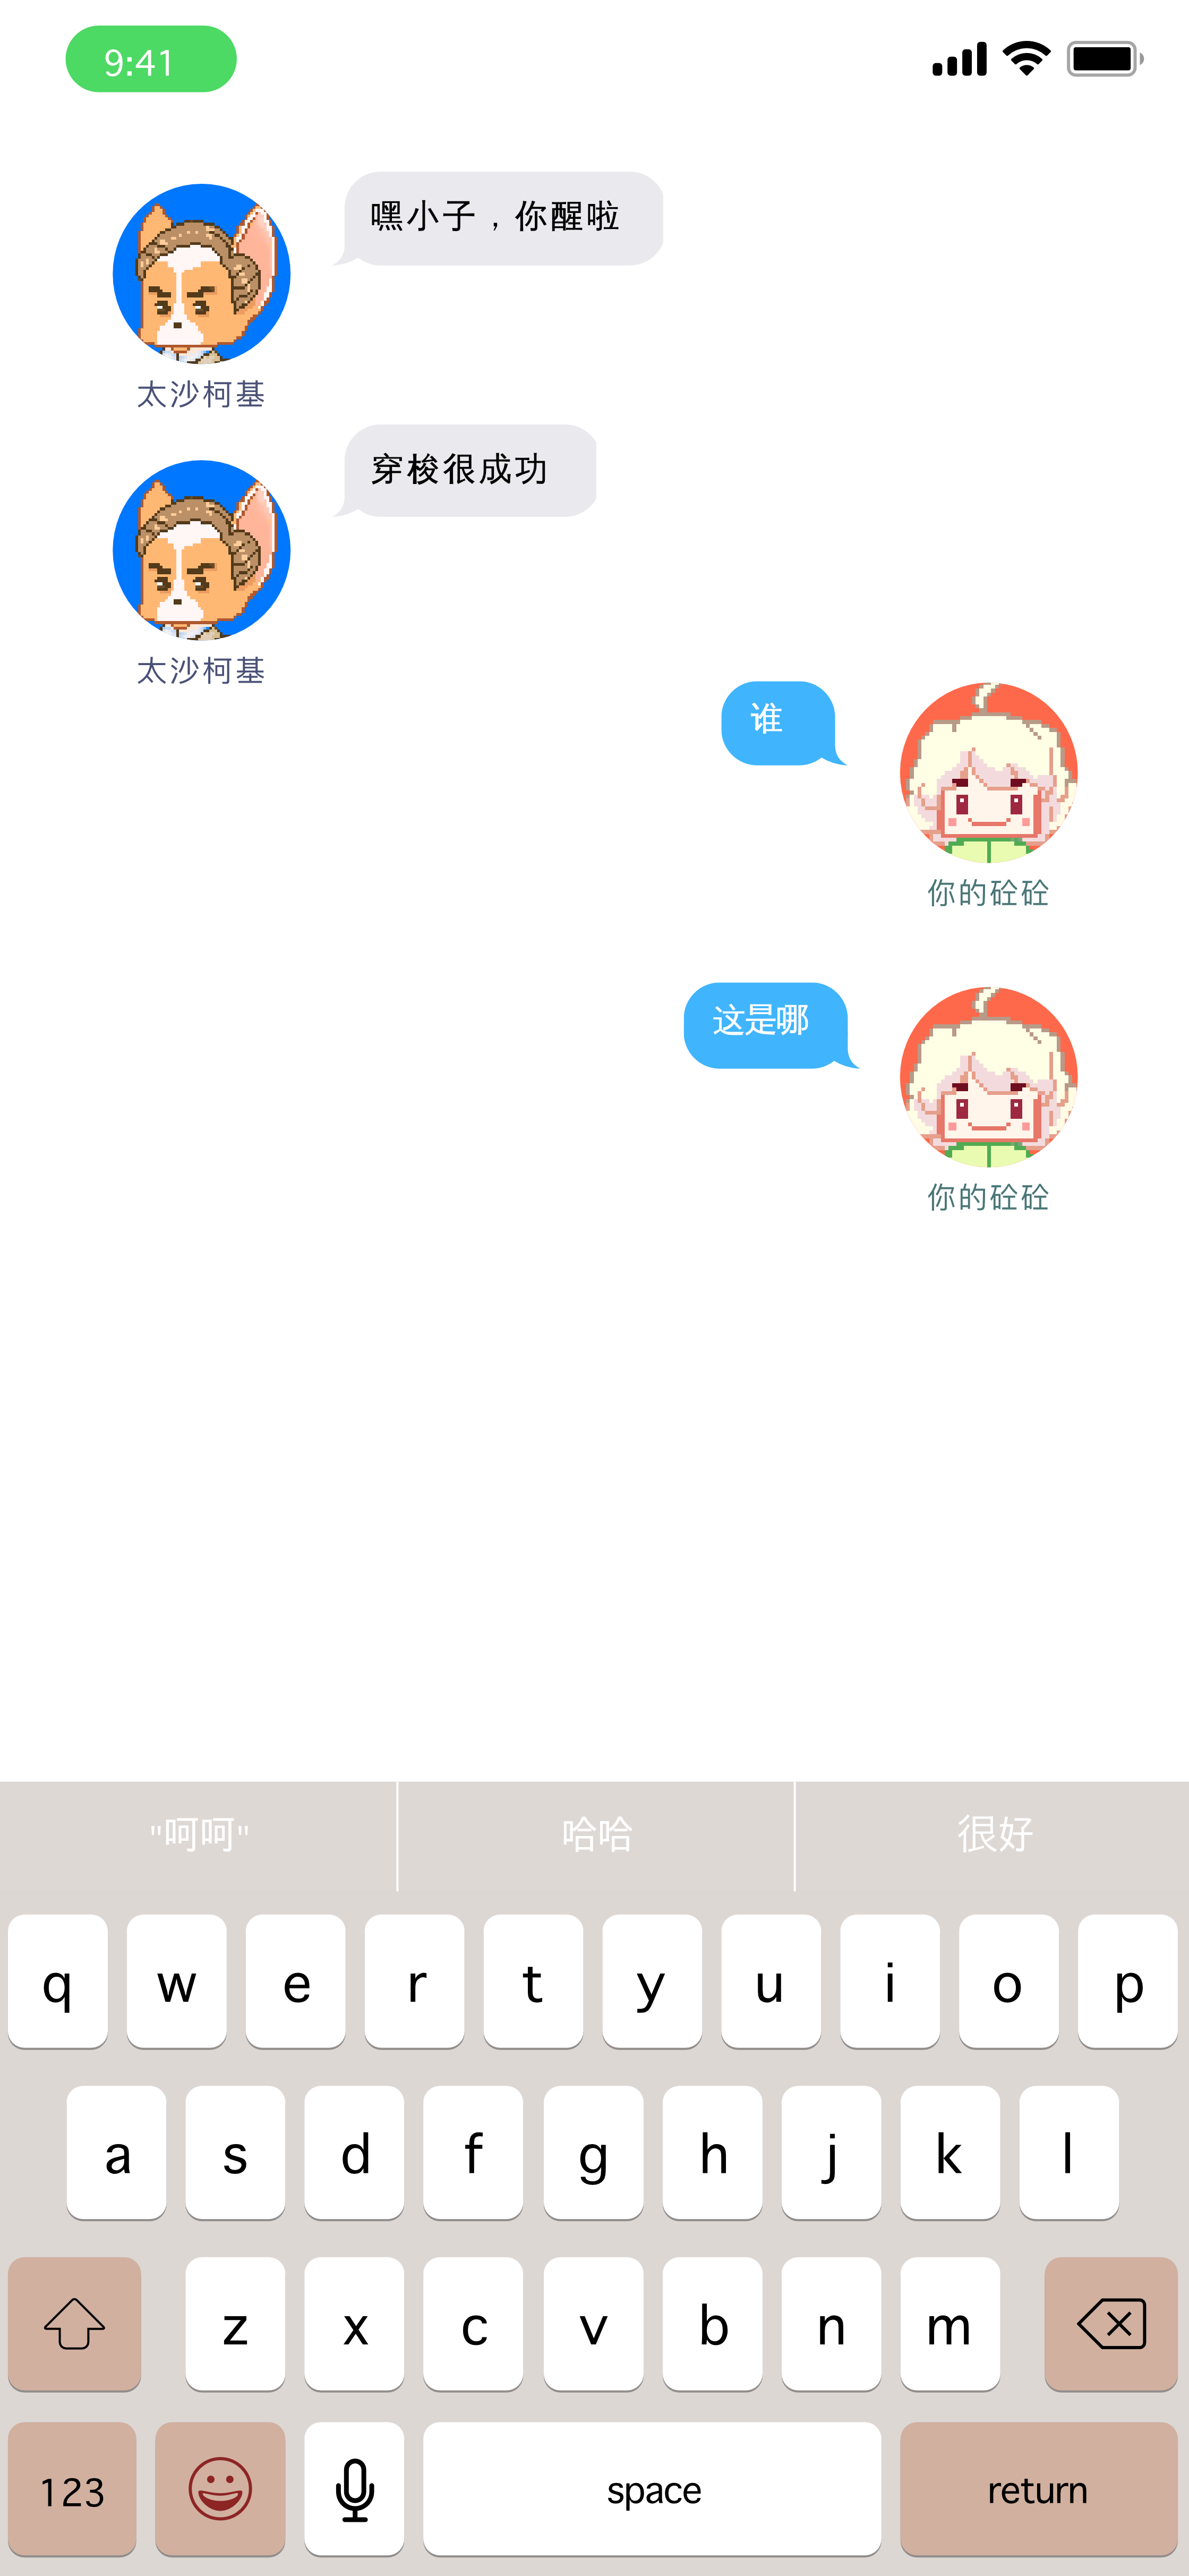 9:41
嘿小子，你醒啦
太沙柯基
穿梭很成功
太沙柯基
谁
你的砼砼
这是哪
你的砼砼
"呵呵" 哈哈 很好
q w e r t y u i o p
a s d f g h j k l
z x c v b n m
123 space return